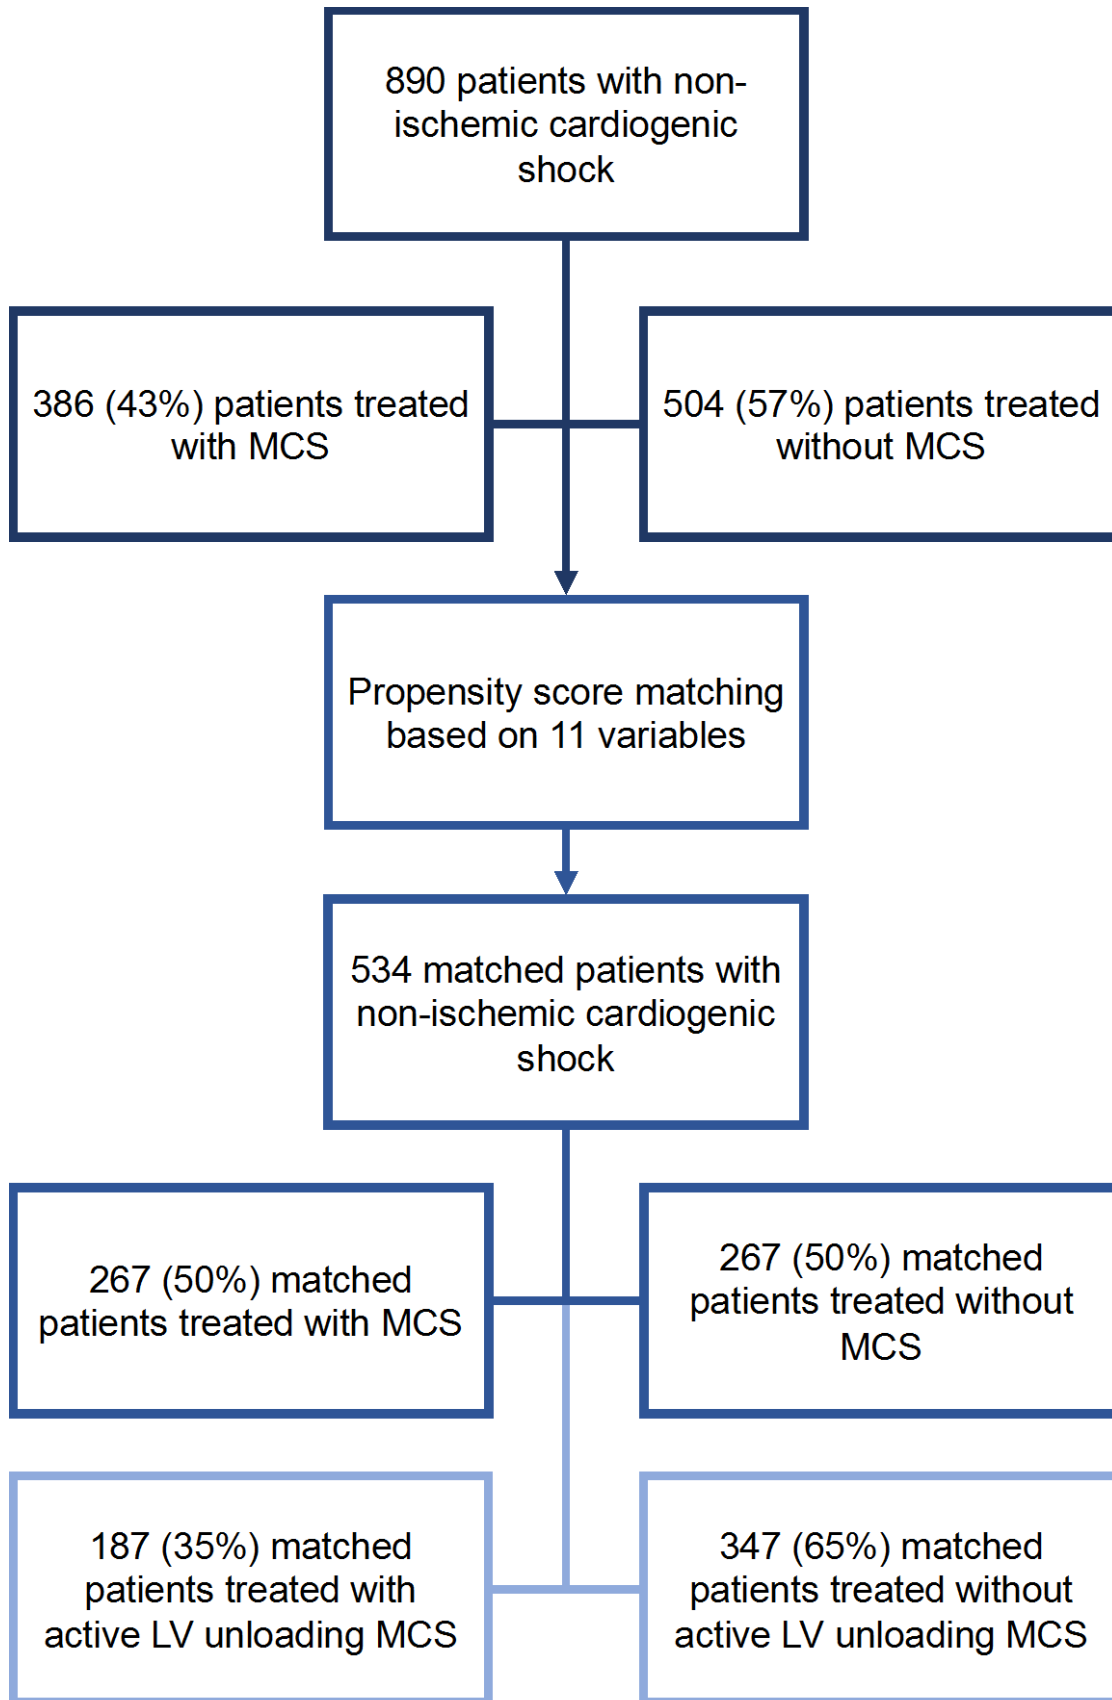 890 patients with non-
ischemic cardiogenic
shock
386 (43%) patients treated
with MCS
504 (57%) patients treated
without MCS
Propensity score matching
based on 11 variables
534 matched patients with
non-ischemic cardiogenic
shock
267 (50%) matched
patients treated with MCS
267 (50%) matched
patients treated without
MCS
187 (35%) matched
patients treated with
active LV unloading MCS
347 (65%) matched
patients treated without
active LV unloading MCS